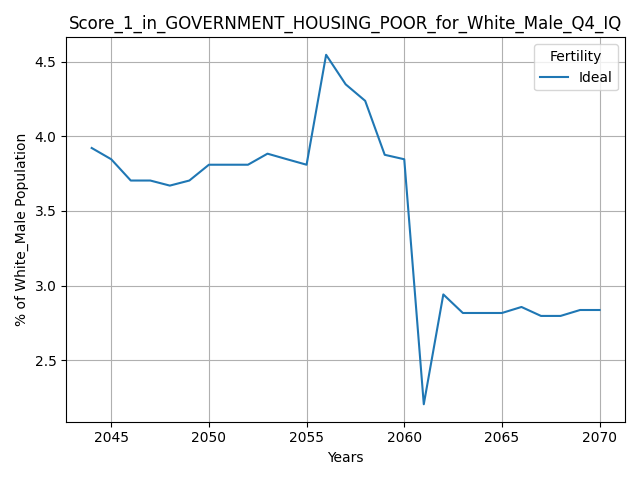 Score_1_in_GOVERNMENT_HOUSING_POOR_for_White_Male_Q4_IQ
Fertility
Ideal
4.5
4.0
3.5
3.0
2.5
% of White_Male Population
2045 2050 2055 2060 2065 2070
Years